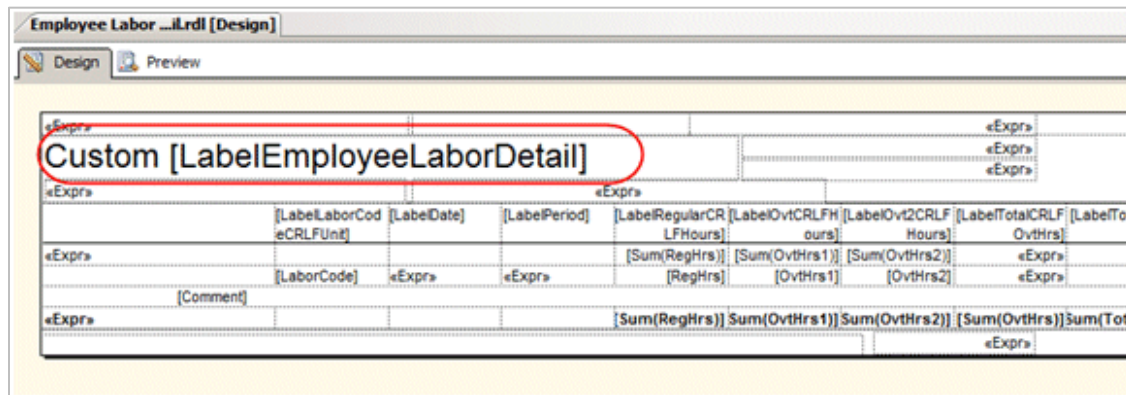 Employee Labor ...il.rdl [Design]
Design Preview
«Expr» «Expr»
Custom [LabelEmployeeLaborDetail] «Expr»
«Expr»
«Expr» «Expr»
[LabelLaborCod [LabelDate] [LabelPeriod] [LabelRegularCR [LabelOvtCRLFH [LabelOvt2CRLF [LabelTotalCRLF [LabelTo
eCRLFUnit] LFHours] ours] Hours] OvtHrs]
«Expr» [Sum(RegHrs)] [Sum(OvtHrs1)] [Sum(OvtHrs2)] «Expr»
[LaborCode] «Expr» «Expr» [RegHrs] [OvtHrs1] [OvtHrs2] «Expr»
[Comment]
«Expr» [Sum(RegHrs)] Sum(OvtHrs1)] Sum(OvtHrs2)] [Sum(OvtHrs)] Sum(Tot
«Expr»